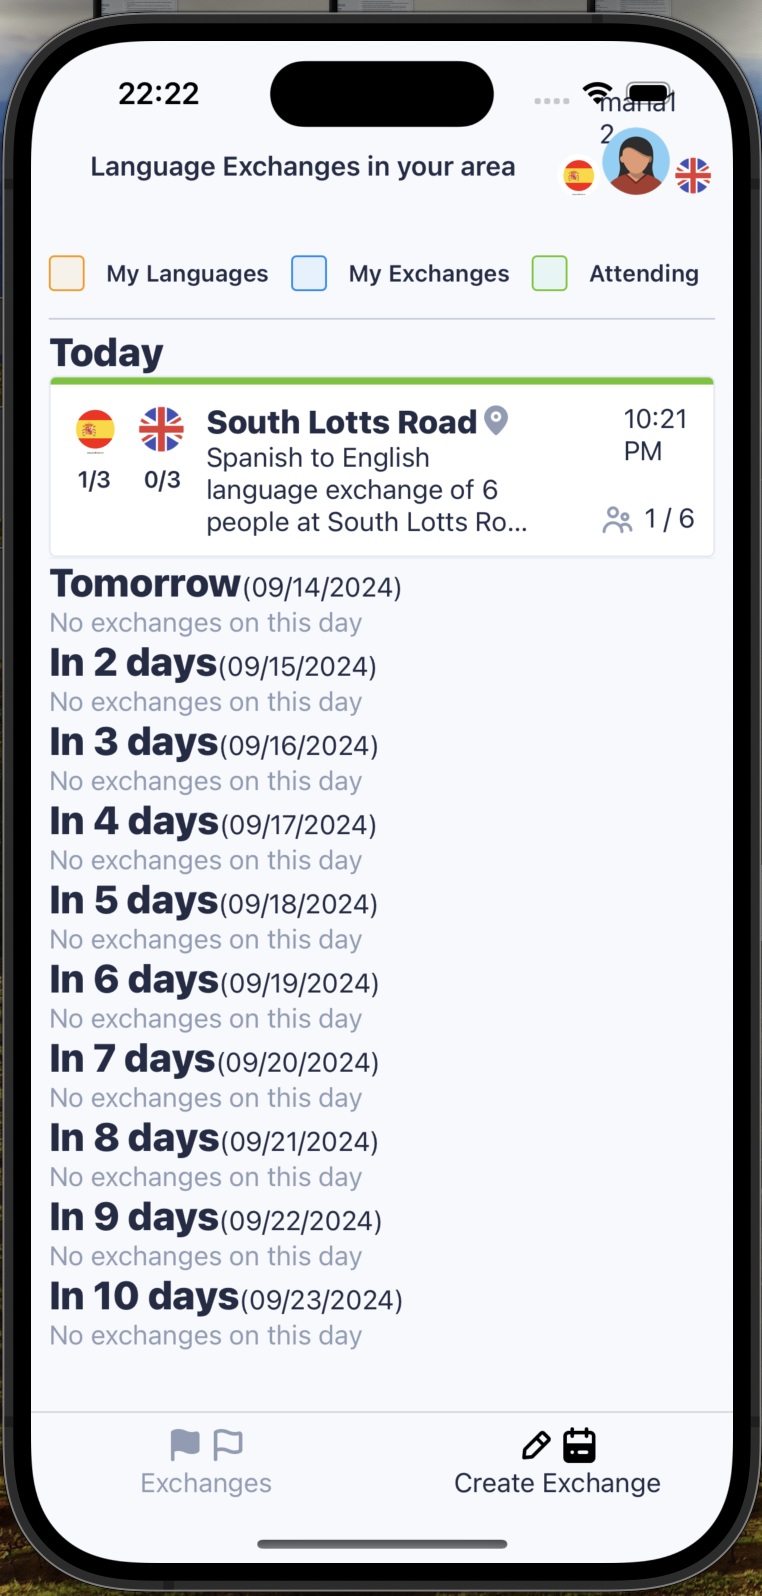 22:22
maria1
2
Language Exchanges in your area
My Languages
My Exchanges
Attending
Today
South Lotts Road
Spanish to English
language exchange of 6
people at South Lotts Ro...
1/3
0/3
10:21
PM
1 / 6
Tomorrow(09/14/2024)
No exchanges on this day
In 2 days(09/15/2024)
No exchanges on this day
In 3 days(09/16/2024)
No exchanges on this day
In 4 days(09/17/2024)
No exchanges on this day
In 5 days(09/18/2024)
No exchanges on this day
In 6 days(09/19/2024)
No exchanges on this day
In 7 days(09/20/2024)
No exchanges on this day
In 8 days(09/21/2024)
No exchanges on this day
In 9 days(09/22/2024)
No exchanges on this day
In 10 days(09/23/2024)
No exchanges on this day
Exchanges
Create Exchange